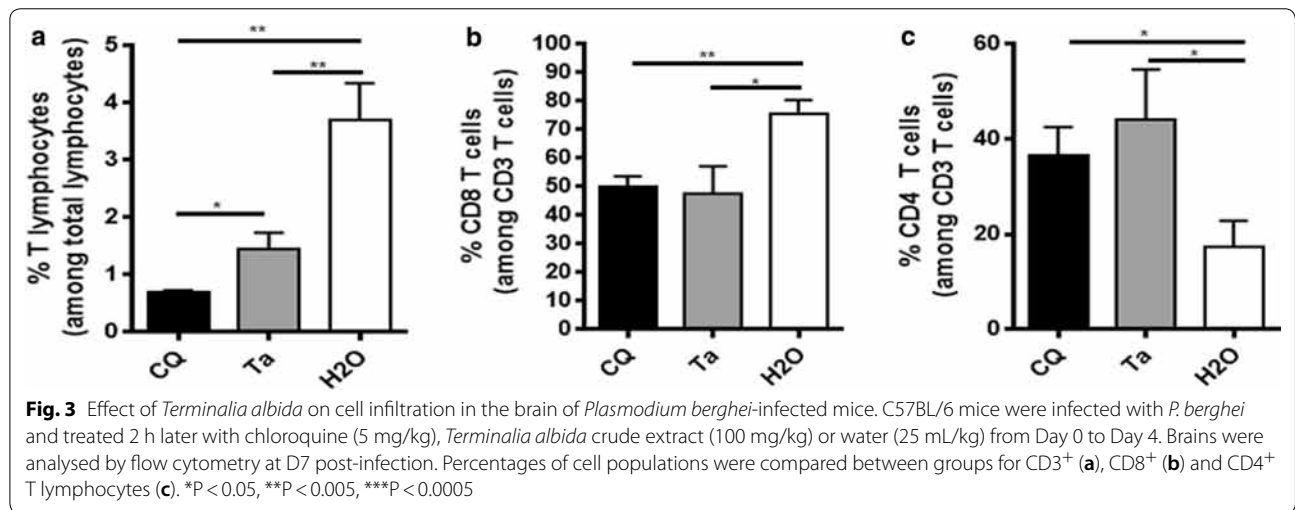 a
% T lymphocytes
(among total lymphocytes)
5
4
3
2
1
0
**
**
*
CQ
Ta
H2O
b
% CD8 T cells
(among CD3 T cells)
100
90
80
70
60
50
40
30
20
10
0
**
*
CQ
Ta
H2O
c
% CD4 T cells
(among CD3 T cells)
60
40
20
0
*
*
CQ
Ta
H2O
Fig. 3 Effect of Terminalia albida on cell infiltration in the brain of Plasmodium berghei-infected mice. C57BL/6 mice were infected with P. berghei
and treated 2 h later with chloroquine (5 mg/kg), Terminalia albida crude extract (100 mg/kg) or water (25 mL/kg) from Day 0 to Day 4. Brains were
analysed by flow cytometry at D7 post-infection. Percentages of cell populations were compared between groups for CD3+ (a), CD8+ (b) and CD4+
T lymphocytes (c). *P < 0.05, **P < 0.005, ***P < 0.0005